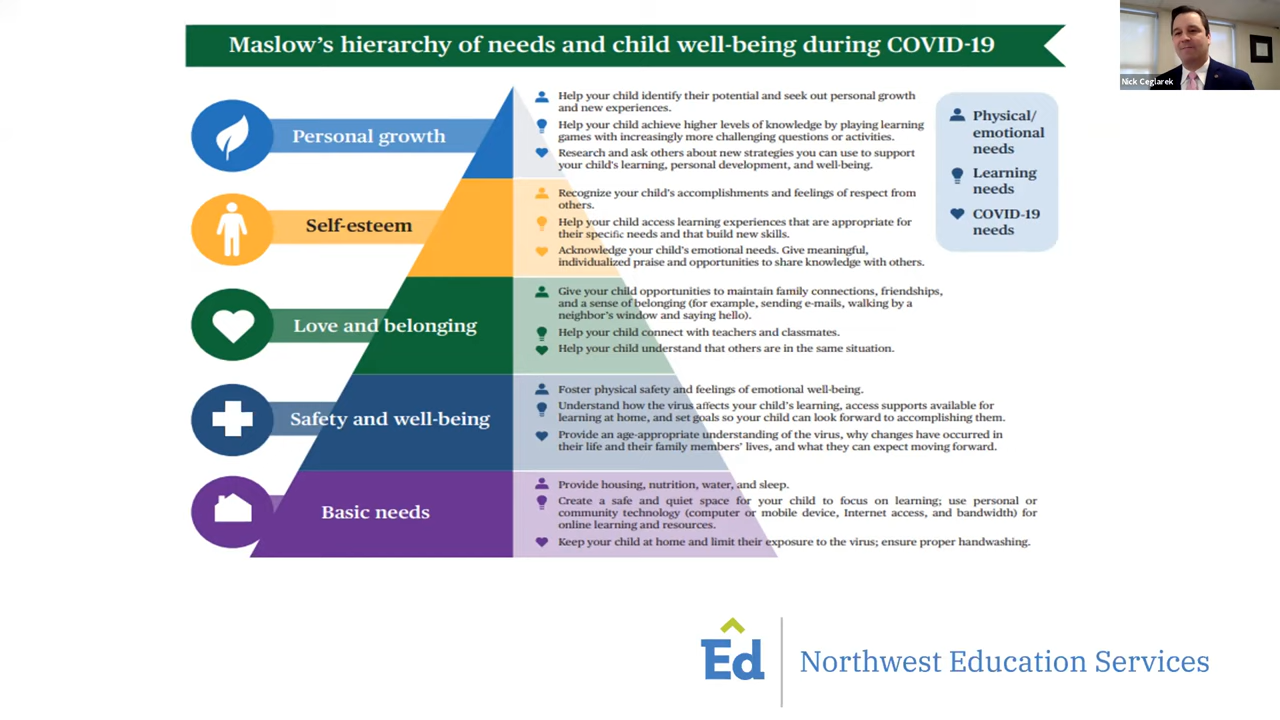 Maslow's hierarchy of needs and child well-being during COVID-19
Nick Ceglarek
Personal growth
Help your child identify their potential and seek out personal growth
and new experiences.
Help your child achieve higher levels of knowledge by playing learning
games with increasingly more challenging questions or activities.
Research and ask others about new strategies you can use to support
your child's learning, personal development, and well-being.
Physical/
emotional
needs
Learning
needs
COVID-19
needs
Self-esteem
Recognize your child's accomplishments and feelings of respect from
others.
Help your child access learning experiences that are appropriate for
their specific needs and that build new skills.
Acknowledge your child's emotional needs. Give meaningful,
individualized praise and opportunities to share knowledge with others.
Love and belonging
Give your child opportunities to maintain family connections, friendships,
and a sense of belonging (for example, sending e-mails, walking by a
neighbor's window and saying hello).
Help your child connect with teachers and classmates.
Help your child understand that others are in the same situation.
Safety and well-being
Foster physical safety and feelings of emotional well-being.
Understand how the virus affects your child's learning, access supports available for
learning at home, and set goals so your child can look forward to accomplishing them.
Provide an age-appropriate understanding of the virus, why changes have occurred in
their life and their family members' lives, and what they can expect moving forward.
Basic needs
Provide housing, nutrition, water, and sleep.
Create a safe and quiet space for your child to focus on learning; use personal or
community technology (computer or mobile device, Internet access, and bandwidth) for
online learning and resources.
Keep your child at home and limit their exposure to the virus; ensure proper handwashing.
Ed
Northwest Education Services